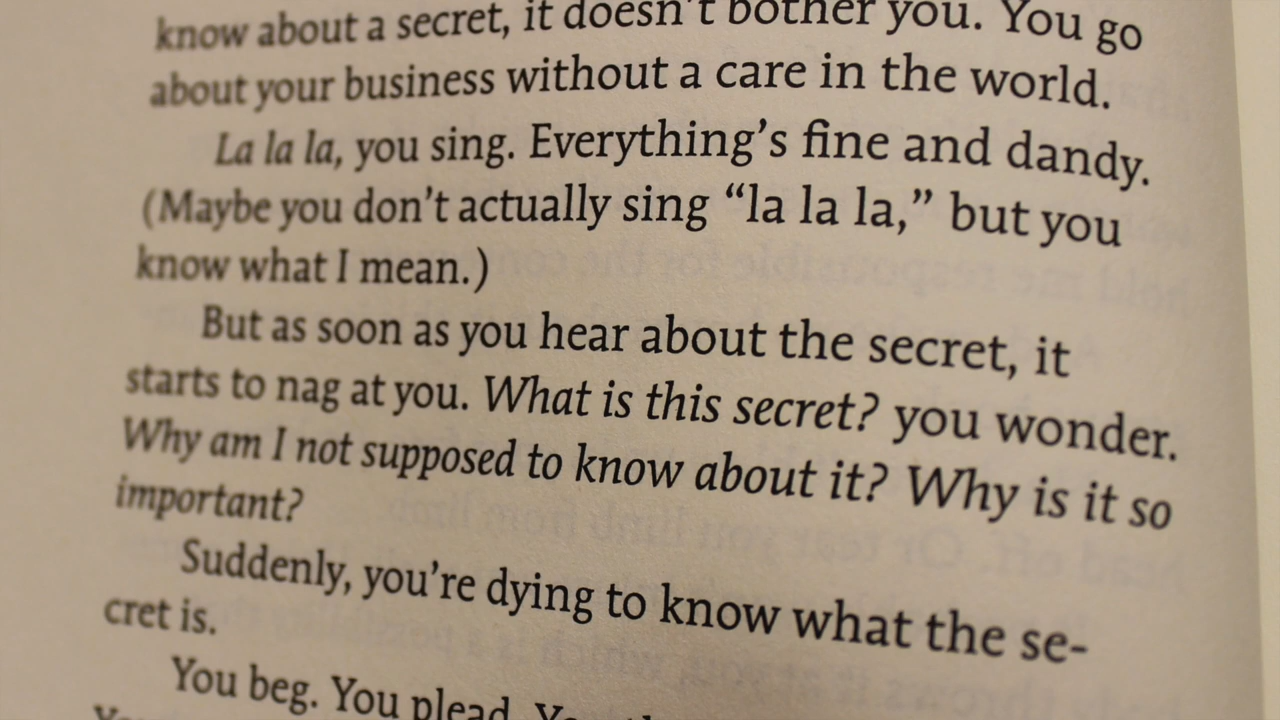 know about a secret, it doesn't bother you. You go
about your business without a care in the world.
La la la, you sing. Everything's fine and dandy.
(Maybe you don't actually sing “la la la,” but you
know what I mean.)
But as soon as you hear about the secret, it
starts to nag at you. What is this secret? you wonder.
Why am I not supposed to know about it? Why is it so
important?
Suddenly, you're dying to know what the se-
cret is.
You beg. You plead.